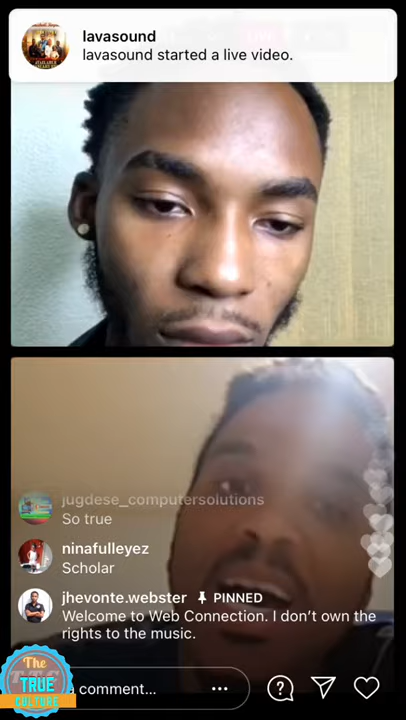 lavasound
lavasound started a live video.
jugdese_computersolutions
So true
ninafulleyez
Scholar
jhevonte.webster PINNED
Welcome to Web Connection. I don't own the
rights to the music.
comment...
The
TRUE
CULTURE